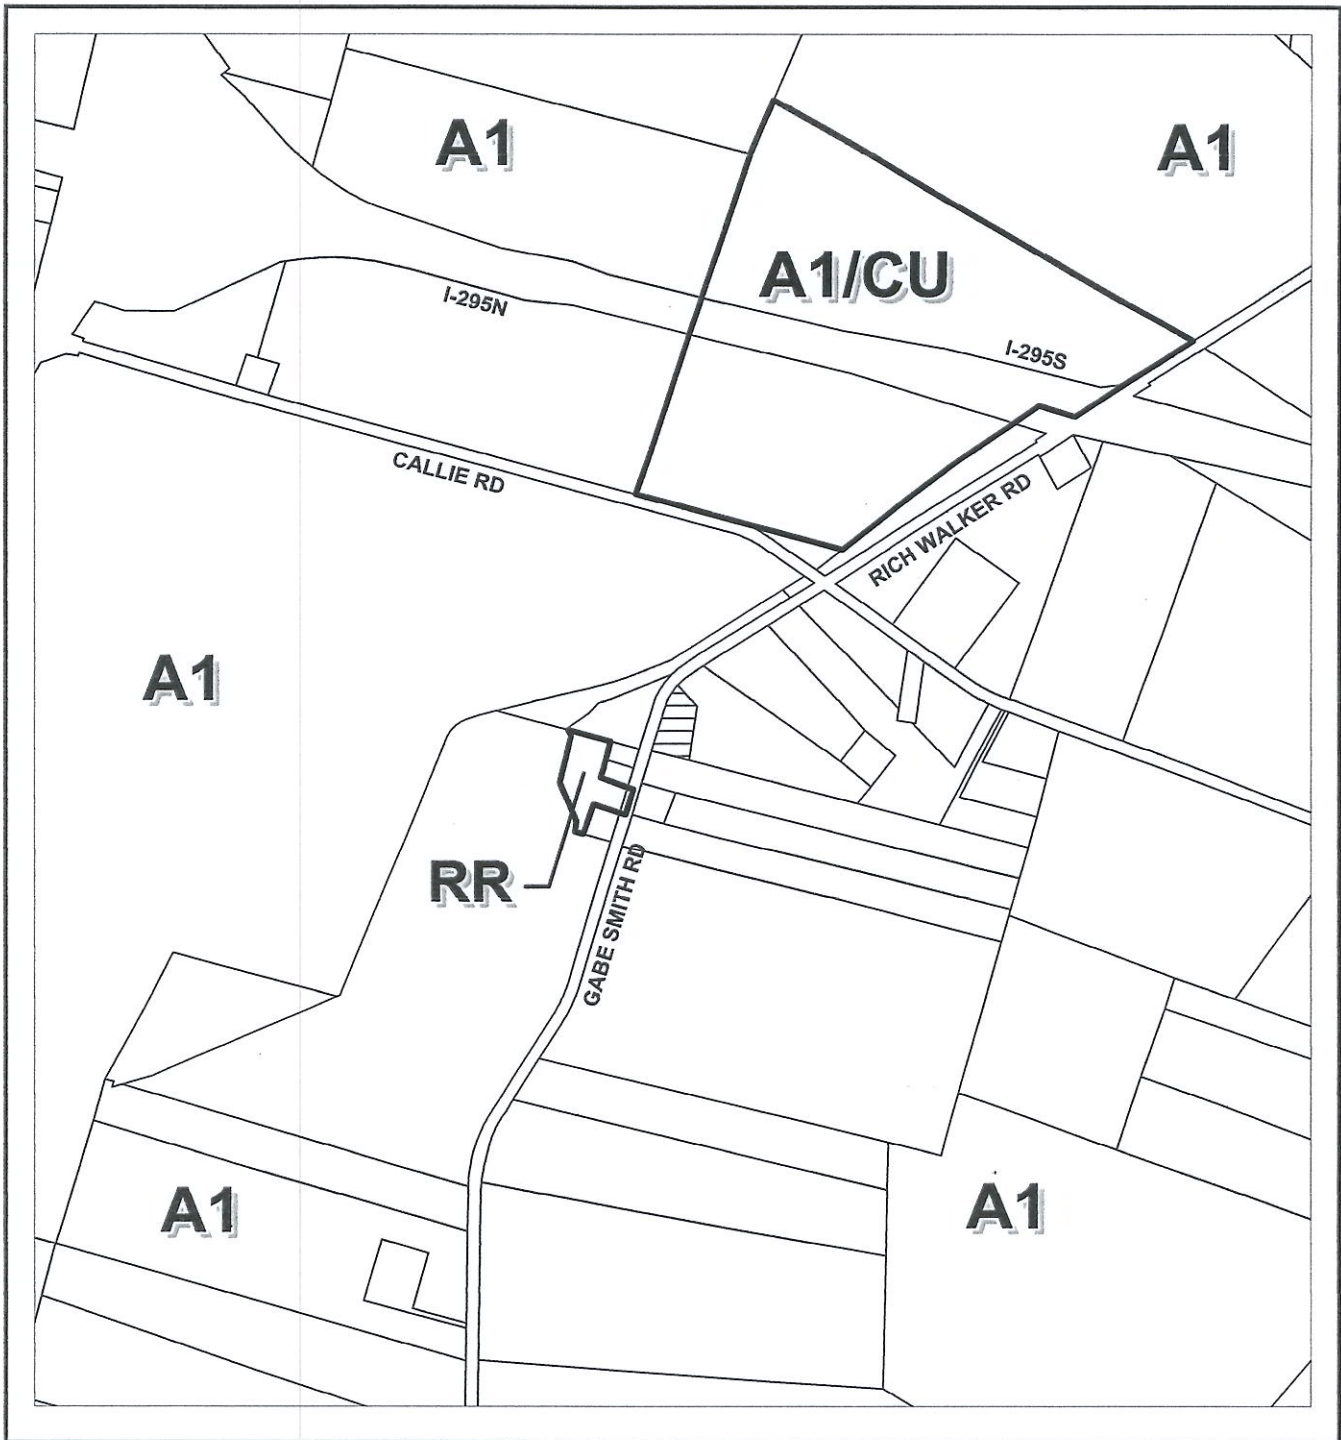 A1
A1
A1/CU
I-295N
I-295S
CALLIE RD
RICH WALKER RD
A1
RR
GABE SMITH RD
A1
A1